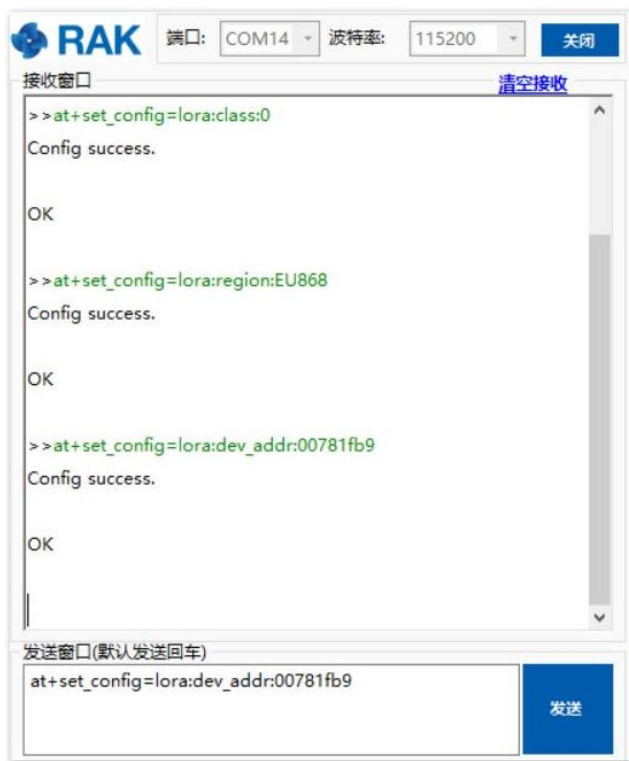 RAK 端口: COM14 波特率: 115200 关闭
接收窗口 清空接收
>>at+set_config=lora:class:0
Config success.
OK
>>at+set_config=lora:region:EU868
Config success.
OK
>>at+set_config=lora:dev_addr:00781fb9
Config success.
OK
发送窗口(默认发送回车)
at+set_config=lora:dev_addr:00781fb9
发送